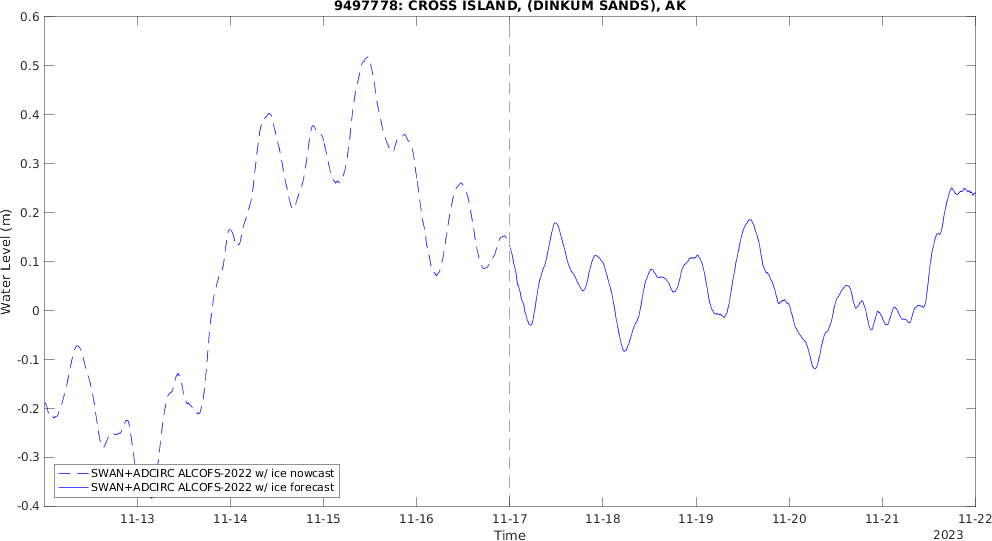 9497778: CROSS ISLAND, (DINKUM SANDS), AK
0.6
0.5
0.4
0.3
0.2
0.1
0
-0.1
-0.2
-0.3
-0.4
Water Level (m)
SWAN+ADCIRC ALCOFS-2022 w/ ice nowcast
SWAN+ADCIRC ALCOFS-2022 w/ ice forecast
11-13 11-14 11-15 11-16 11-17 11-18 11-19 11-20 11-21 11-22
Time
2023